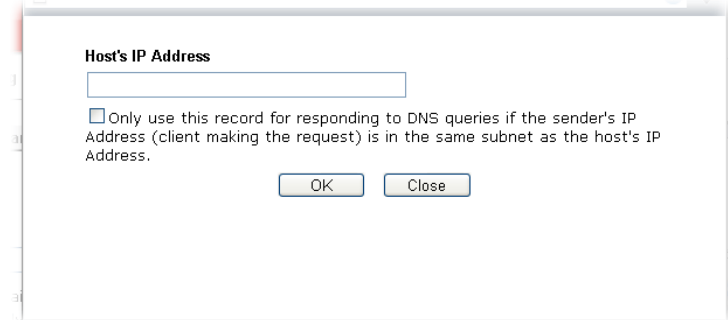 Host's IP Address
Only use this record for responding to DNS queries if the sender's IP
Address (client making the request) is in the same subnet as the host's IP
Address.
OK Close